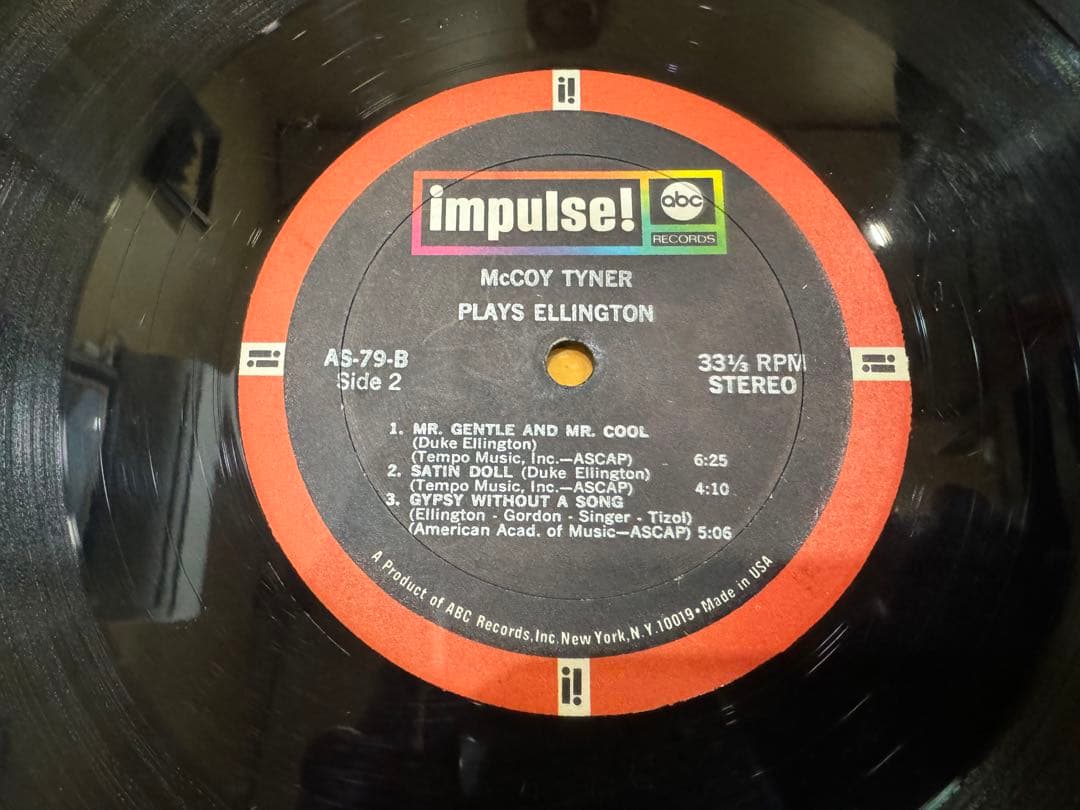 i!
impulse! abc
RECORDS
McCOY TYNER
PLAYS ELLINGTON
i! AS-79-B 33⅓ RPM i!
Side 2 STEREO
1. MR. GENTLE AND MR. COOL
(Duke Ellington)
(Tempo Music, Inc.—ASCAP) 6:25
2. SATIN DOLL (Duke Ellington)
(Tempo Music, Inc.—ASCAP) 4:10
3. GYPSY WITHOUT A SONG
(Ellington - Gordon - Singer - Tizol)
(American Acad. of Music—ASCAP) 5:06
A Product of ABC Records, Inc. New York, N.Y. 10019 • Made in USA
i!